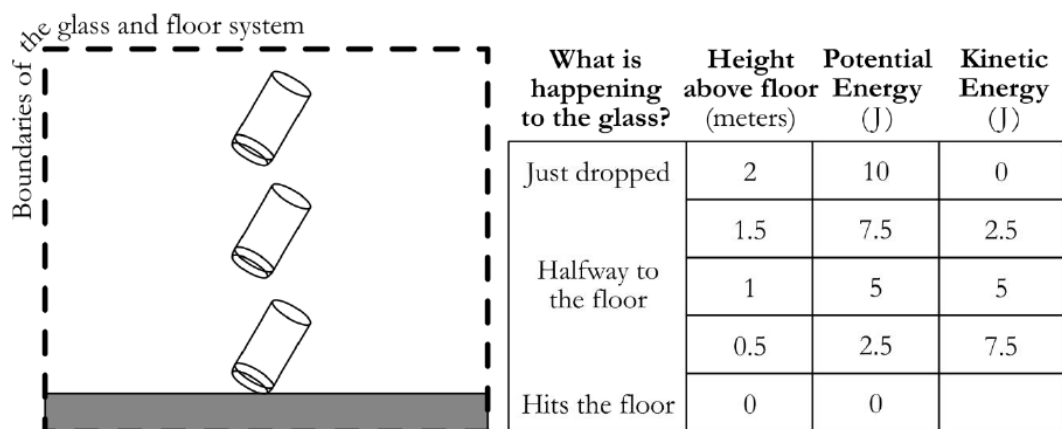 Boundaries of the glass and floor system
What is
happening
to the glass?
Height
above floor
(meters)
Potential
Energy
(J)
Kinetic
Energy
(J)
Just dropped 2 10 0
1.5 7.5 2.5
Halfway to
the floor
1 5 5
0.5 2.5 7.5
Hits the floor 0 0